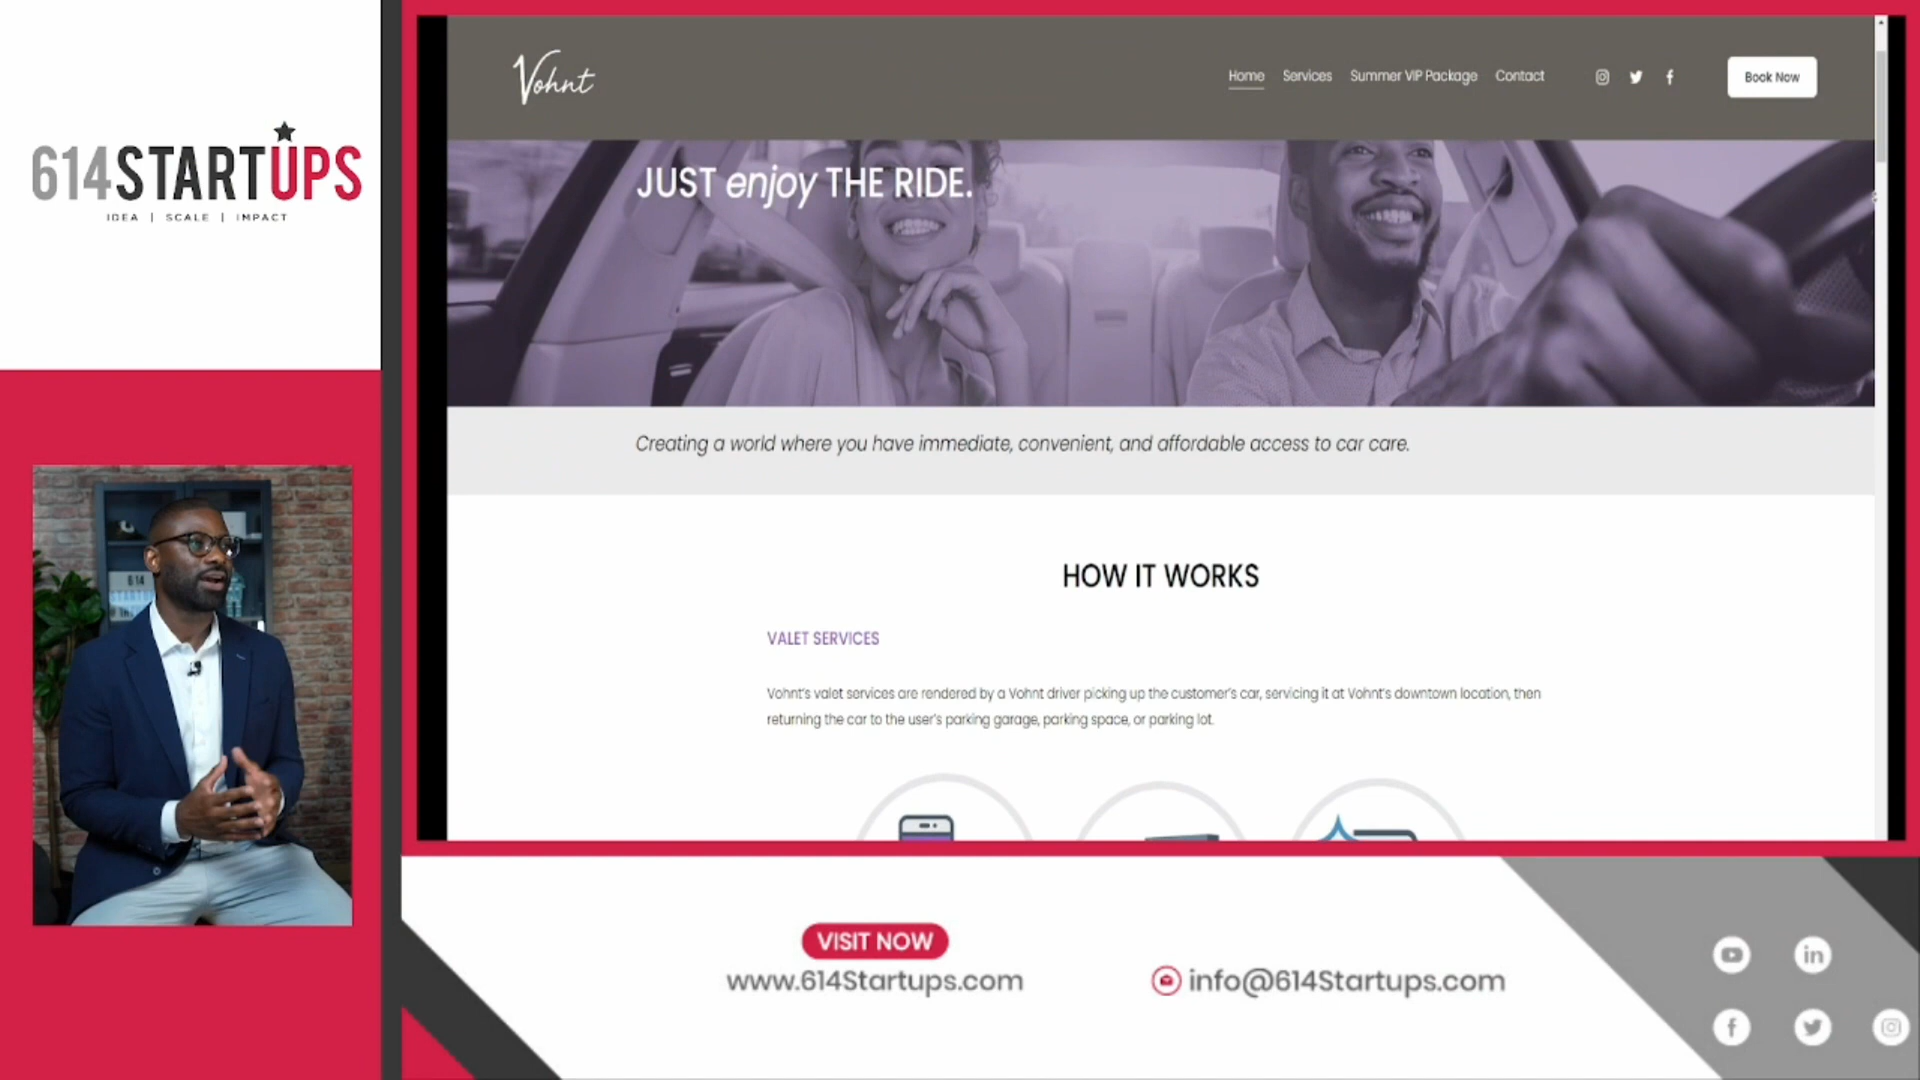 614STARTUPS
IDEA | SCALE | IMPACT
614
Vohnt
Home Services Summer VIP Package Contact Book Now
JUST enjoy THE RIDE.
Creating a world where you have immediate, convenient, and affordable access to car care.
HOW IT WORKS
VALET SERVICES
Vohnt's valet services are rendered by a Vohnt driver picking up the customer's car, servicing it at Vohnt's downtown location, then
returning the car to the user's parking garage, parking space, or parking lot.
VISIT NOW
www.614Startups.com
info@614Startups.com